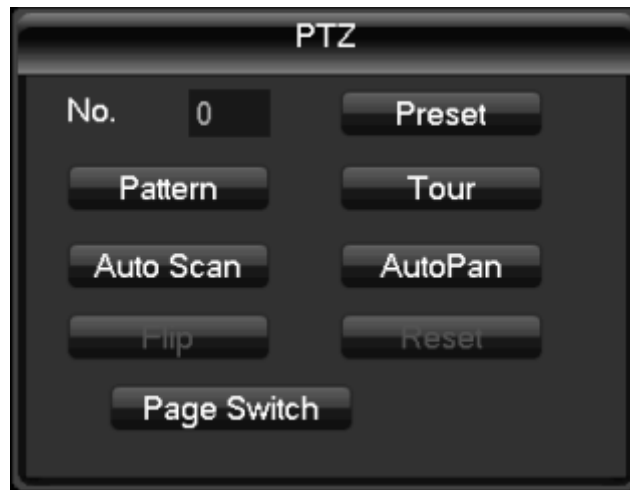 PTZ
No. 0 Preset
Pattern Tour
Auto Scan AutoPan
Flip Reset
Page Switch